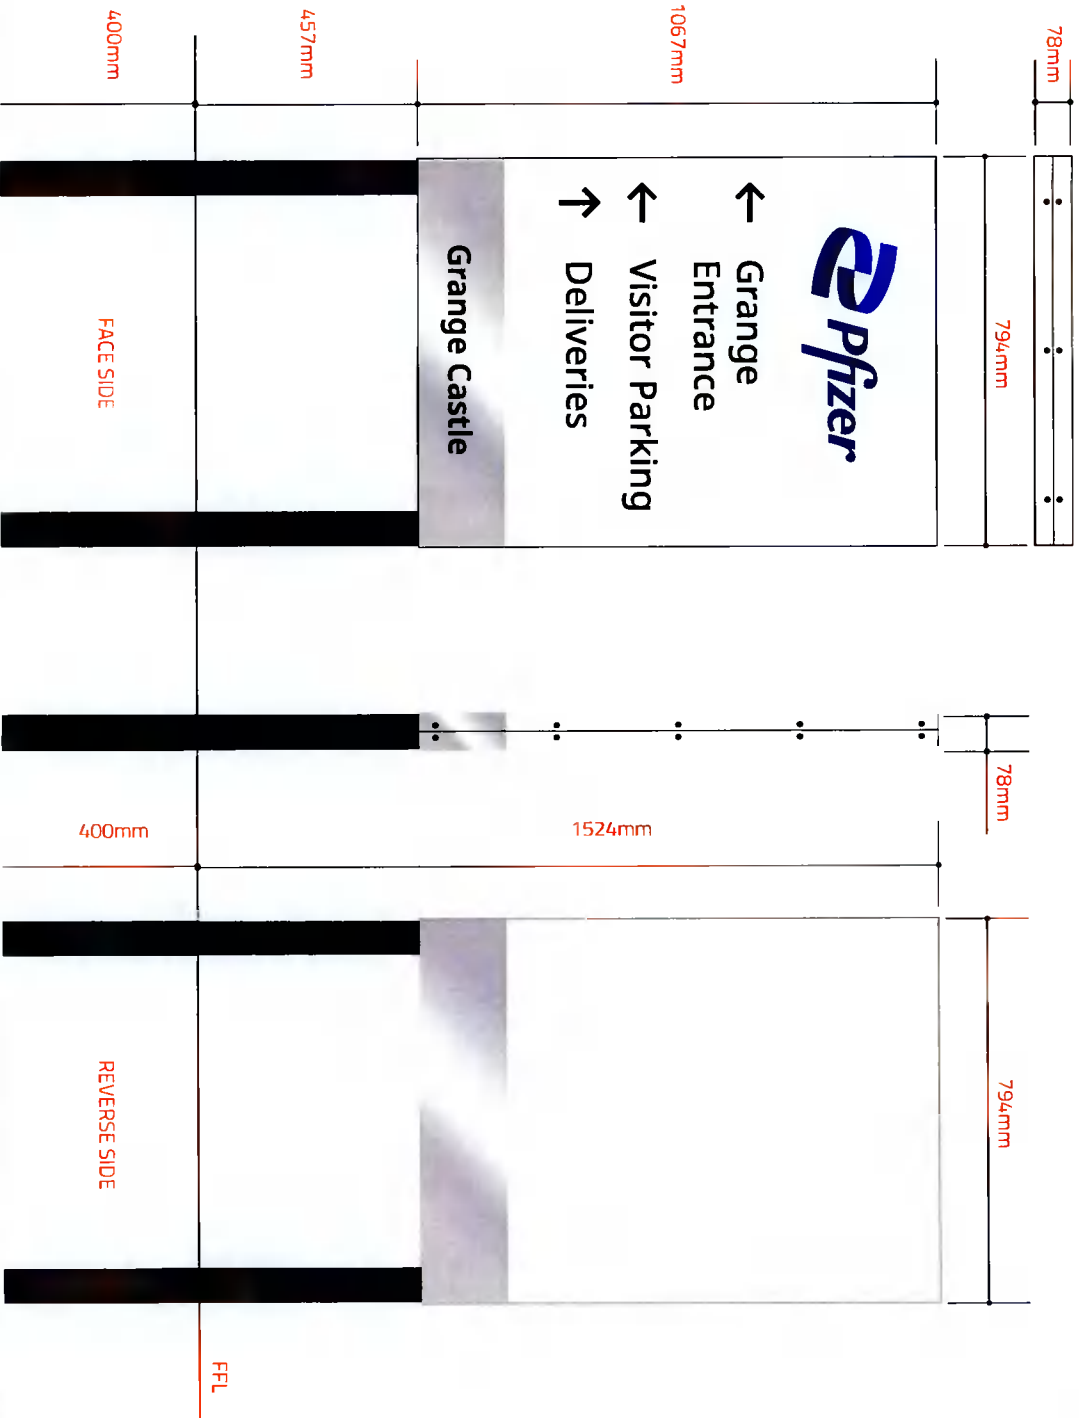 78mm
794mm
78mm
794mm
1067mm
Pfizer
← Grange
Entrance
← Visitor Parking
↑ Deliveries
Grange Castle
1524mm
457mm
FFL
400mm
FACE SIDE
400mm
REVERSE SIDE